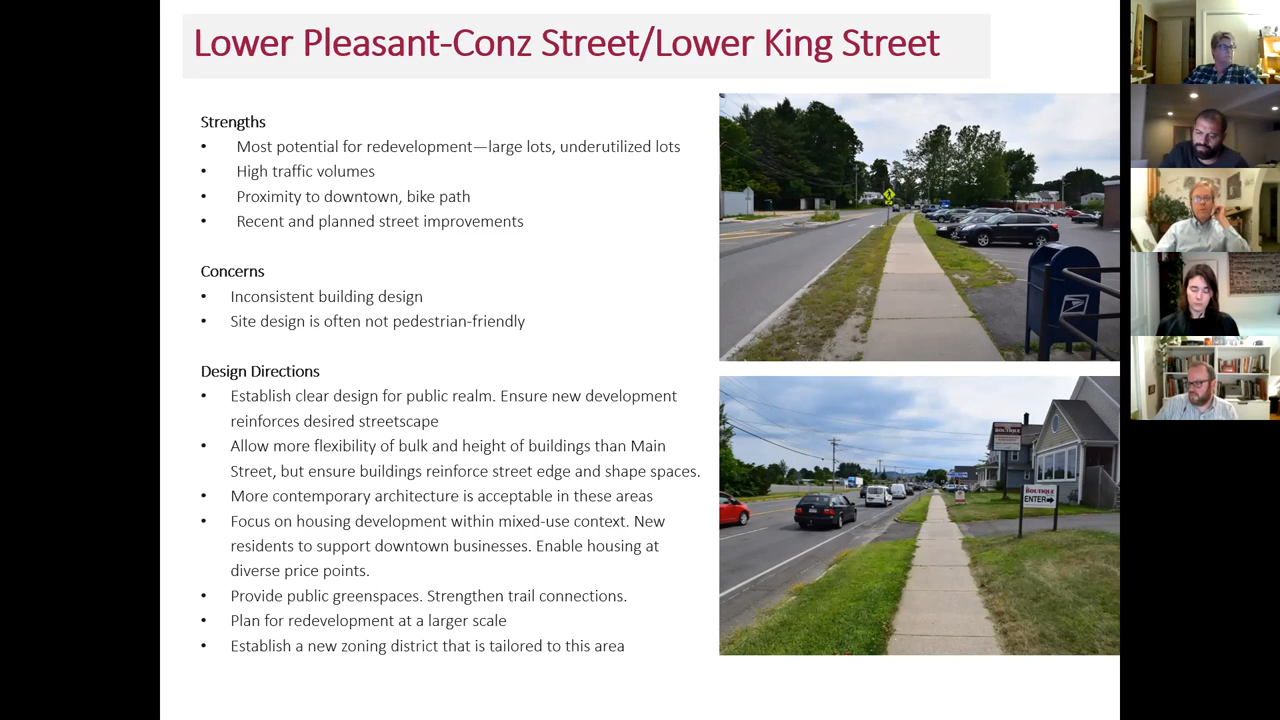 Lower Pleasant-Conz Street/Lower King Street
Strengths
• Most potential for redevelopment—large lots, underutilized lots
• High traffic volumes
• Proximity to downtown, bike path
• Recent and planned street improvements
Concerns
• Inconsistent building design
• Site design is often not pedestrian-friendly
Design Directions
• Establish clear design for public realm. Ensure new development
reinforces desired streetscape
• Allow more flexibility of bulk and height of buildings than Main
Street, but ensure buildings reinforce street edge and shape spaces.
• More contemporary architecture is acceptable in these areas
• Focus on housing development within mixed-use context. New
residents to support downtown businesses. Enable housing at
diverse price points.
• Provide public greenspaces. Strengthen trail connections.
• Plan for redevelopment at a larger scale
• Establish a new zoning district that is tailored to this area
BOUTIQUE
BOUTIQUE
ENTER